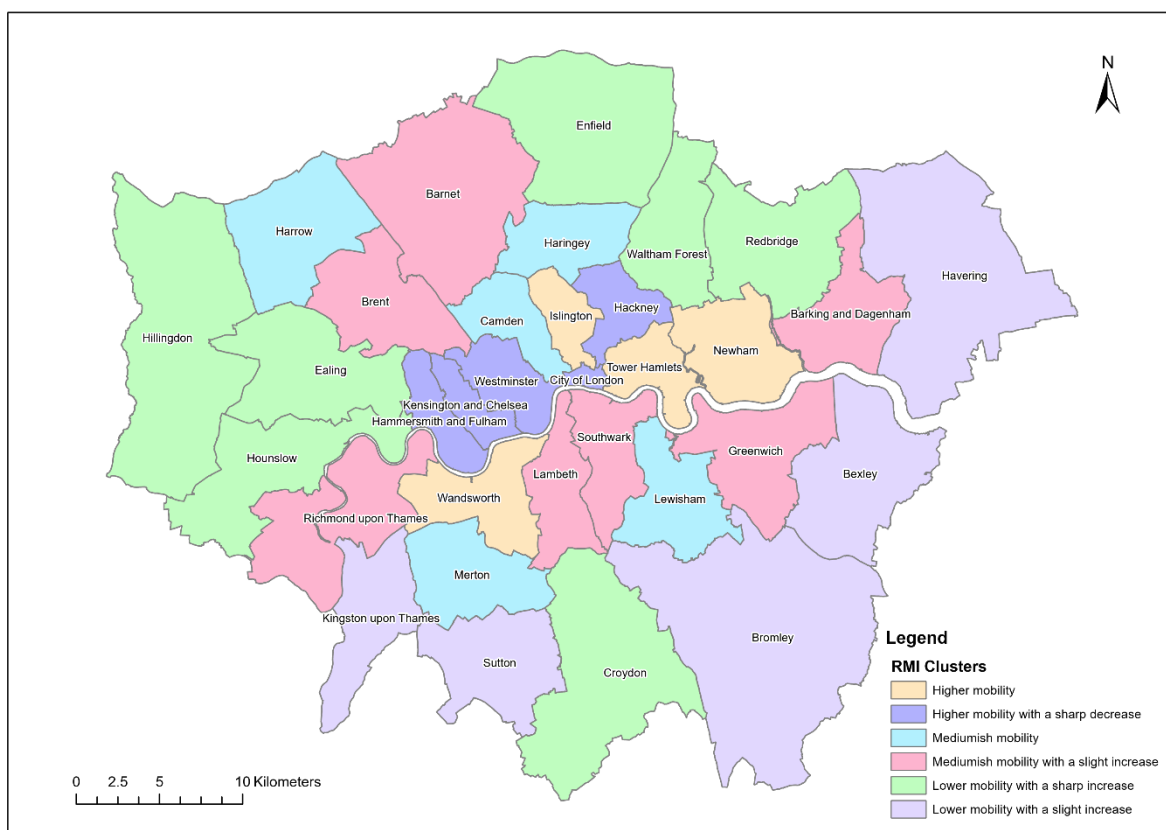 N
Enfield
Barnet
Harrow
Haringey
Waltham Forest
Redbridge
Havering
Brent
Hackney
Islington
Barking and Dagenham
Camden
Hillingdon
Newham
Ealing
Tower Hamlets
Westminster
City of London
Kensington and Chelsea
Hammersmith and Fulham
Southwark
Hounslow
Greenwich
Lambeth
Bexley
Wandsworth
Lewisham
Richmond upon Thames
Merton
Kingston upon Thames
Bromley
Sutton
Croydon
Legend
RMI Clusters
Higher mobility
Higher mobility with a sharp decrease
Mediumish mobility
Mediumish mobility with a slight increase
Lower mobility with a sharp increase
Lower mobility with a slight increase
0 2.5 5 10 Kilometers